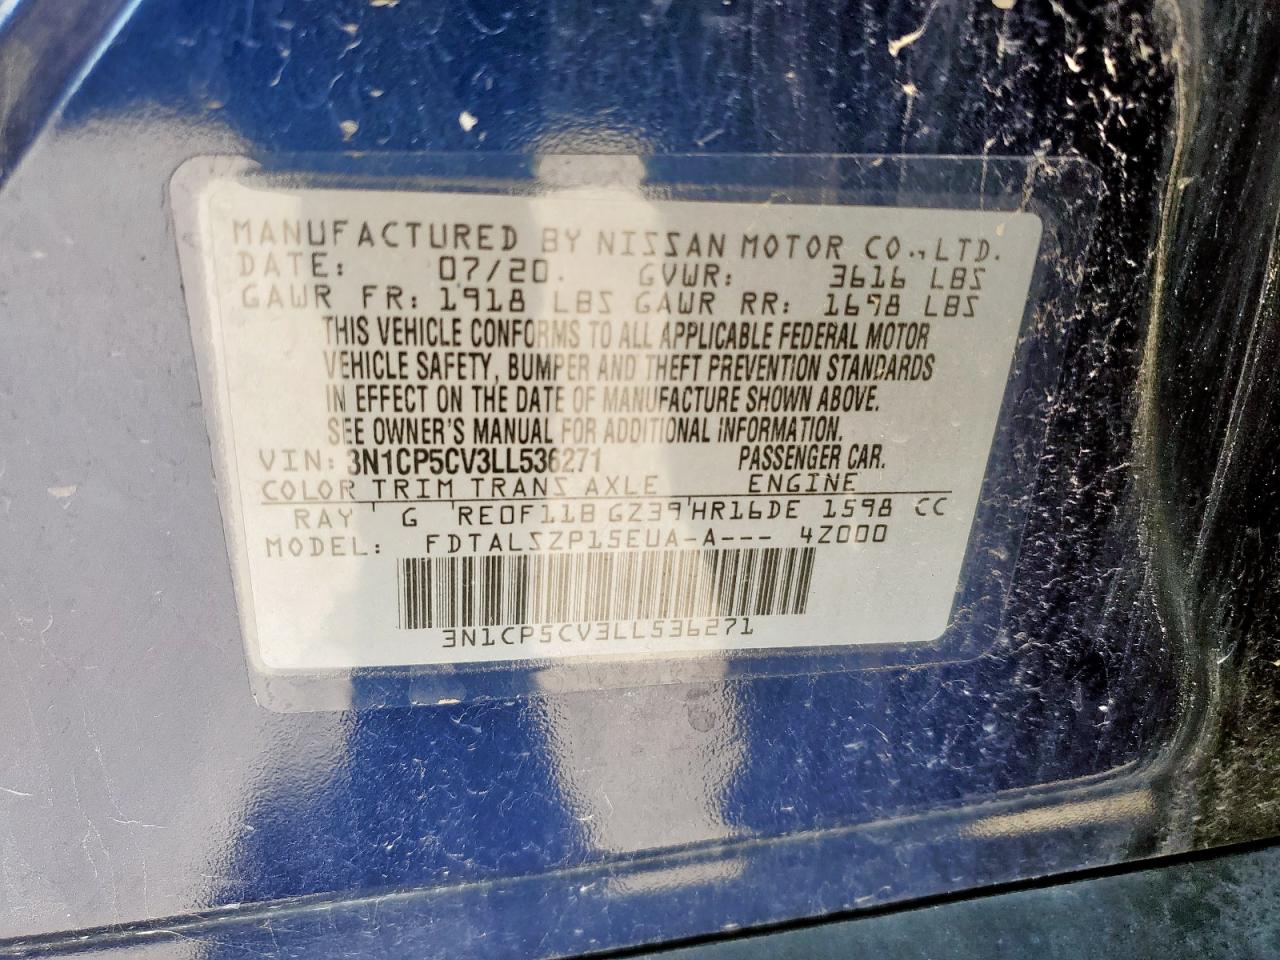 MANUFACTURED BY NISSAN MOTOR CO., LTD.
DATE: 07/20. GVWR: 3616 LBS
GAWR FR: 1918 LBS GAWR RR: 1698 LBS
THIS VEHICLE CONFORMS TO ALL APPLICABLE FEDERAL MOTOR
VEHICLE SAFETY, BUMPER AND THEFT PREVENTION STANDARDS
IN EFFECT ON THE DATE OF MANUFACTURE SHOWN ABOVE.
SEE OWNER'S MANUAL FOR ADDITIONAL INFORMATION.
VIN: 3N1CP5CV3LL536271 PASSENGER CAR.
COLOR TRIM TRANS AXLE ENGINE
RAY ' G 'RE0F11B GZ39'HR16DE 1598 CC
MODEL: FDTALSZP15EUA-A--- 4Z000
3N1CP5CV3LL536271